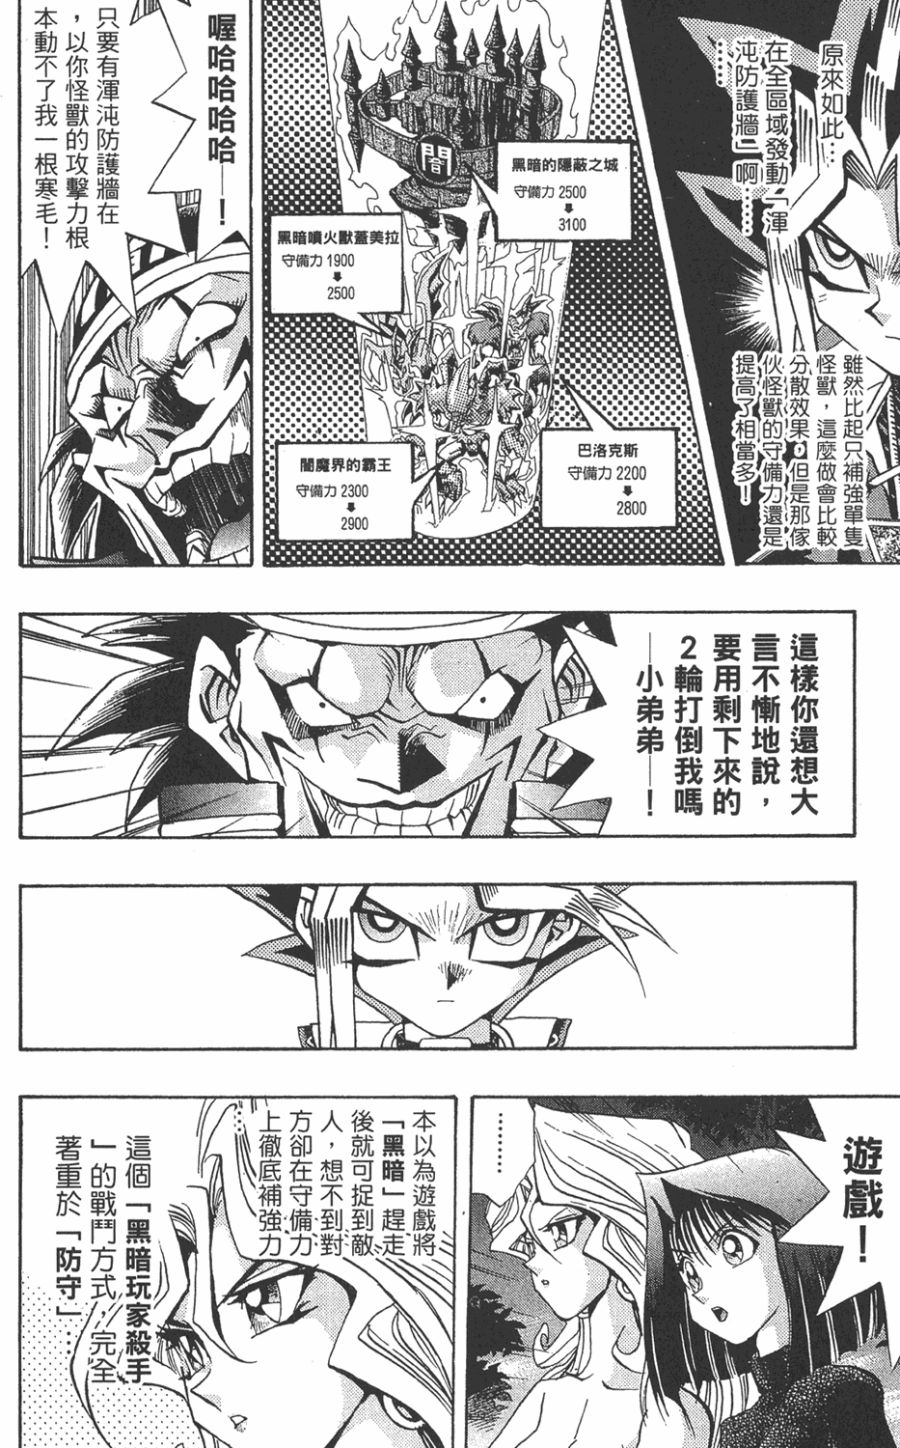 原來如此…
在全區域發動「渾
沌防護牆」啊……
雖然比起只補強單隻
怪獸，這麼做會比較
分散效果，但是那傢
伙怪獸的守備力還是
提高了相當多！
闇
黑暗的隱蔽之城
守備力 2500
3100
黑暗噴火獸蓋美拉
守備力 1900
2500
巴洛克斯
守備力 2200
2800
闇魔界的霸王
守備力 2300
2900
喔哈哈哈哈——！
只要有渾沌防護牆在
，以你怪獸的攻擊力根
本動不了我一根寒毛！
這樣你還想大
言不慚地說，
要用剩下來的
2輪打倒我嗎
——小弟弟——！
遊戲！
………
本以為遊戲將
「黑暗」趕走
後就可捉到敵
人，想不到對
方卻在守備力
上徹底補強力
……
這個「黑暗玩家殺手
」的戰鬥方式，完全
著重於「防守」…